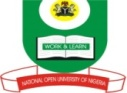 WORK & LEARN
NATIONAL OPEN UNIVERSITY OF NIGERIA